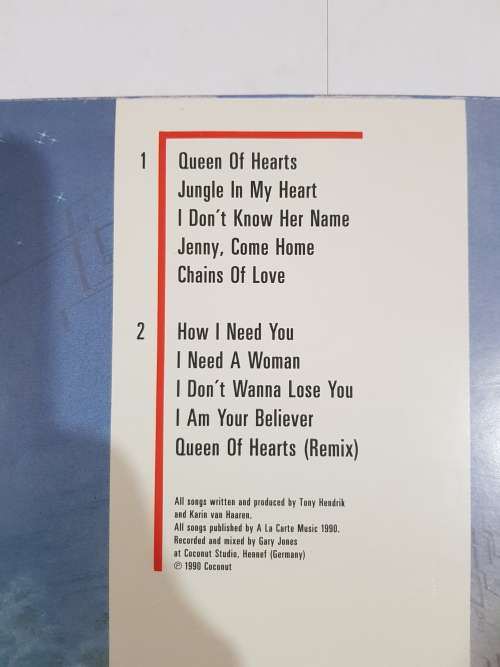 1 Queen Of Hearts
Jungle In My Heart
I Don't Know Her Name
Jenny, Come Home
Chains Of Love
2 How I Need You
I Need A Woman
I Don't Wanna Lose You
I Am Your Believer
Queen Of Hearts (Remix)
All songs written and produced by Tony Hendrik
and Karin van Haaren.
All songs published by A La Carte Music 1990.
Recorded and mixed by Gary Jones
at Coconut Studio, Hennef (Germany)
℗ 1990 Coconut